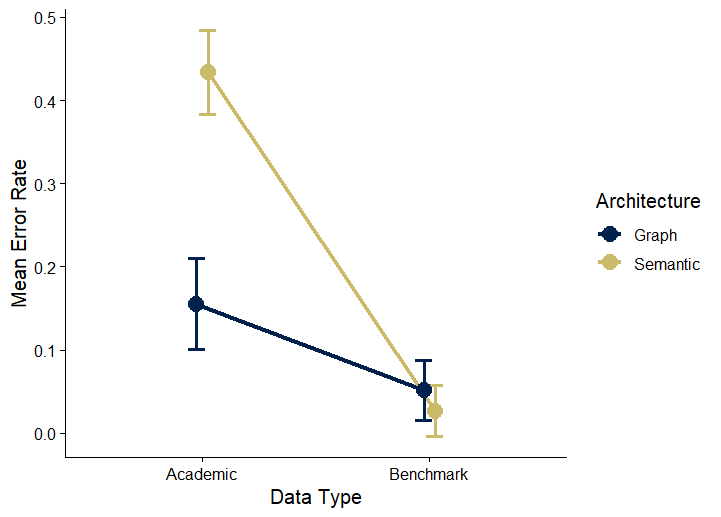 0.5
0.4
0.3
0.2
0.1
0.0
Mean Error Rate
Academic
Benchmark
Data Type
Architecture
Graph
Semantic